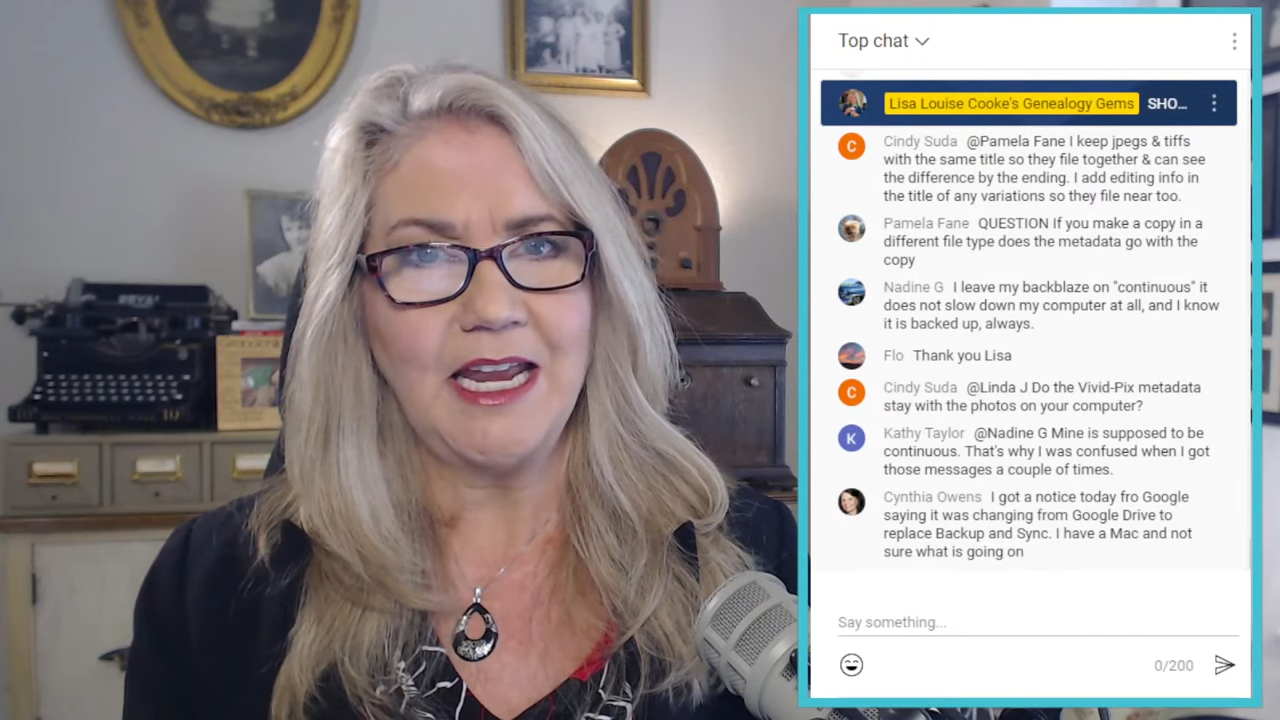 Top chat
Lisa Louise Cooke's Genealogy Gems SHO...
C Cindy Suda @Pamela Fane I keep jpegs & tiffs
with the same title so they file together & can see
the difference by the ending. I add editing info in
the title of any variations so they file near too.
Pamela Fane QUESTION If you make a copy in a
different file type does the metadata go with the
copy
Nadine G I leave my backblaze on "continuous" it
does not slow down my computer at all, and I know
it is backed up, always.
Flo Thank you Lisa
C Cindy Suda @Linda J Do the Vivid-Pix metadata
stay with the photos on your computer?
K Kathy Taylor @Nadine G Mine is supposed to be
continuous. That's why I was confused when I got
those messages a couple of times.
Cynthia Owens I got a notice today fro Google
saying it was changing from Google Drive to
replace Backup and Sync. I have a Mac and not
sure what is going on
Say something...
0/200
ROYAL
10